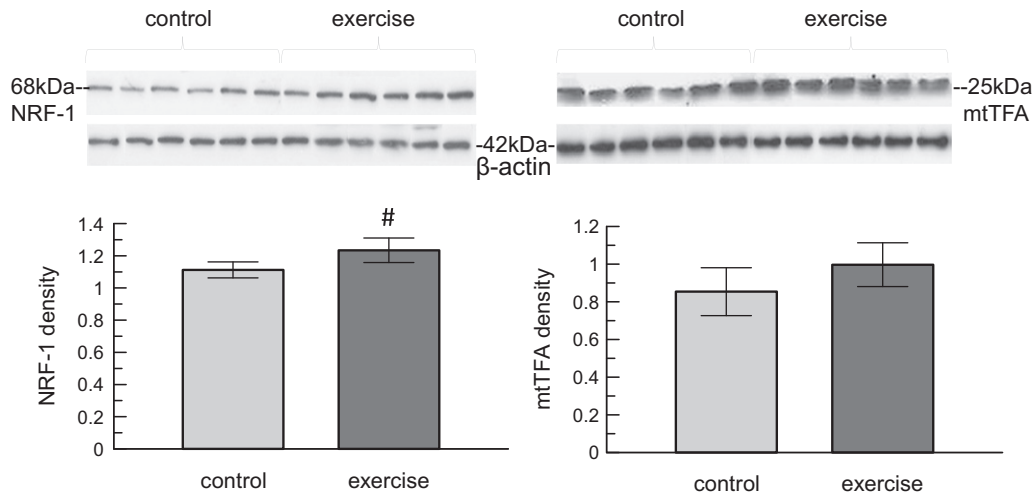 control exercise
68kDa--
NRF-1
-42kDa-
β-actin
control exercise
--25kDa
mtTFA
#
NRF-1 density
1.4
1.2
1
0.8
0.6
0.4
0.2
0
control exercise
mtTFA density
1.2
1
0.8
0.6
0.4
0.2
0
control exercise